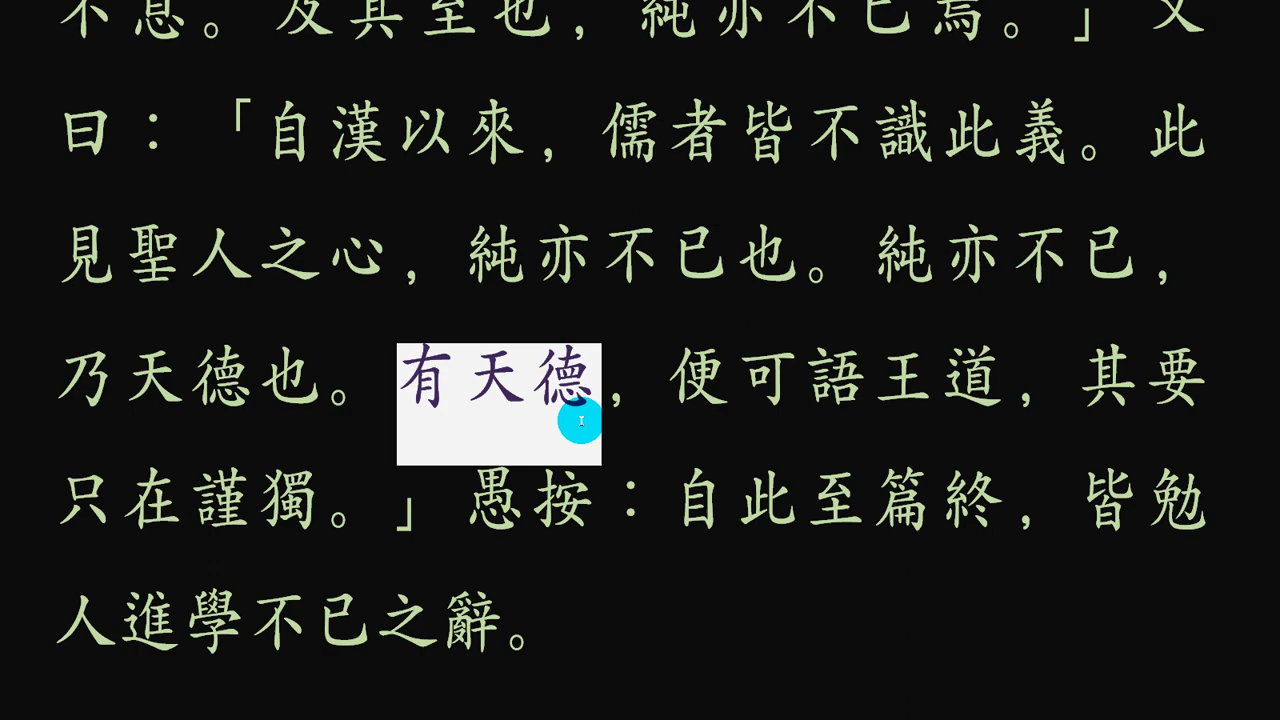 不息。及其至也，純亦不已焉。」又
曰：「自漢以來，儒者皆不識此義。此
見聖人之心，純亦不已也。純亦不已，
乃天德也。有天德，便可語王道，其要
只在謹獨。」愚按：自此至篇終，皆勉
人進學不已之辭。